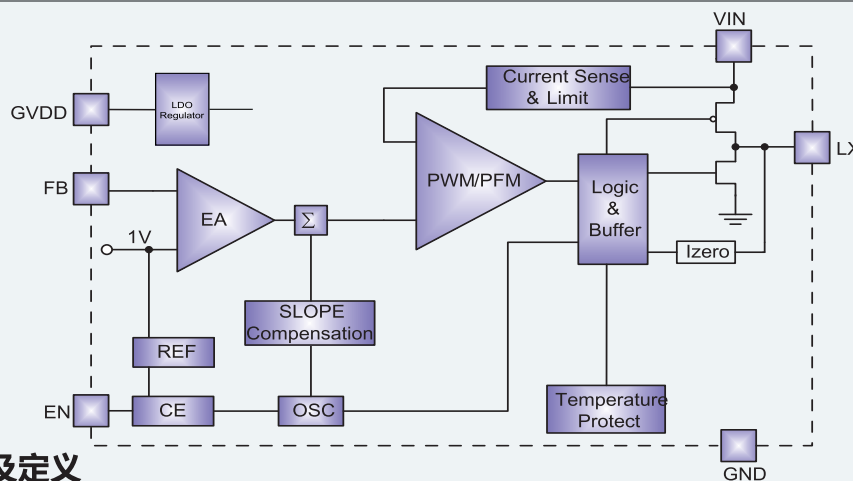 VIN
Current Sense
& Limit
GVDD
LDO
Regulator
LX
FB
EA
Σ
PWM/PFM
Logic
&
Buffer
1V
Izero
SLOPE
Compensation
REF
EN
CE
OSC
Temperature
Protect
GND
及定义